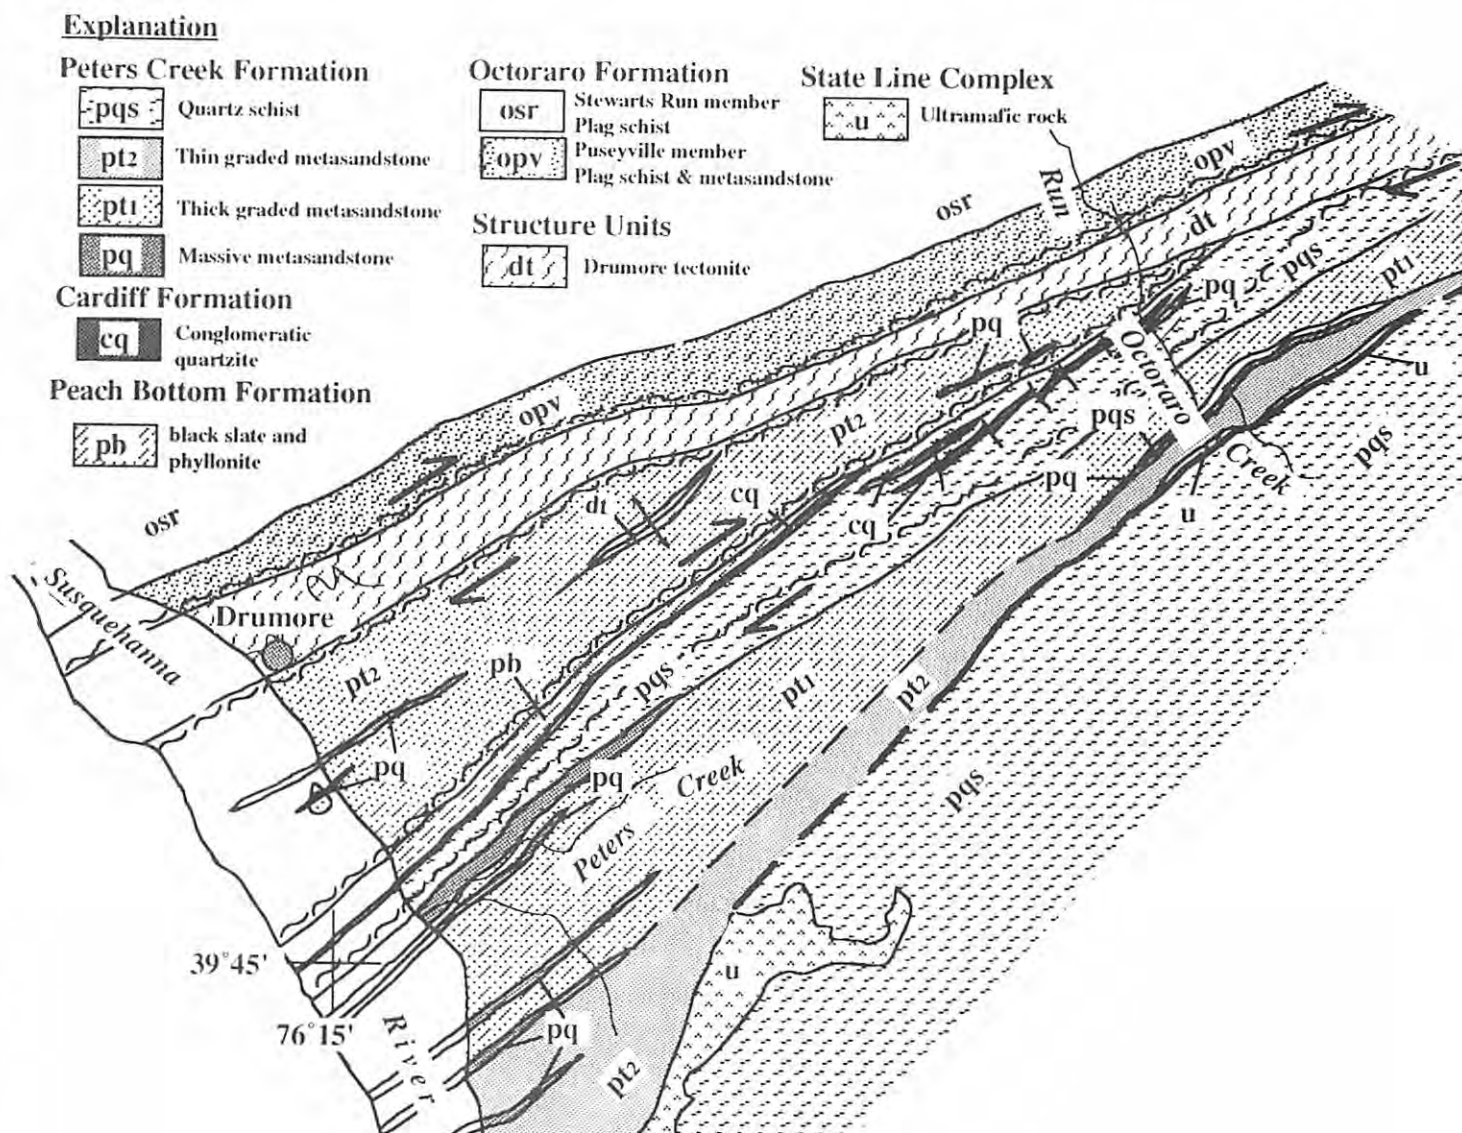 Explanation
Peters Creek Formation
pqs Quartz schist
pt2 Thin graded metasandstone
pt1 Thick graded metasandstone
pq Massive metasandstone
Cardiff Formation
cq Conglomeratic
quartzite
Peach Bottom Formation
pb black slate and
phyllonite
Octoraro Formation
osr Stewarts Run member
Plag schist
opv Puseyville member
Plag schist & metasandstone
Structure Units
dt Drumore tectonite
State Line Complex
u Ultramafic rock
opv
Run
osr
dt
pqs
pt1
pq
pq
Octoraro
u
opv
pt2
pqs
pqs
Creek
cq
pq
dt
cq
u
osr
Susquehanna
Drumore
pt2
pb
pqs
pt1
pt2
pq
pq
Creek
pqs
Peters
39°45'
u
76°15'
River
pq
pt2